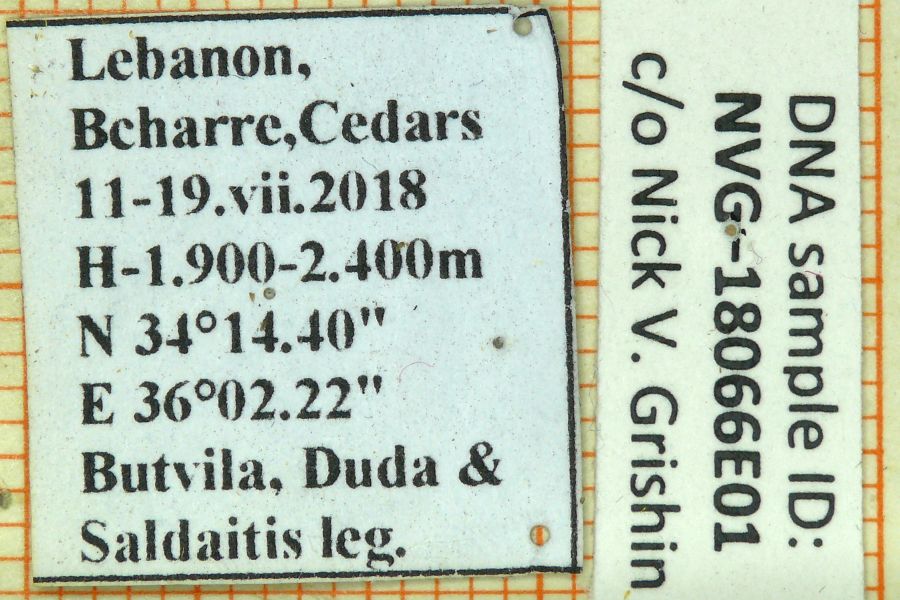 Lebanon,
Bcharre,Cedars
11-19.vii.2018
H-1.900-2.400m
N 34°14.40"
E 36°02.22"
Butvila, Duda &
Saldaitis leg.
DNA sample ID:
NVG-18066E01
c/o Nick V. Grishin